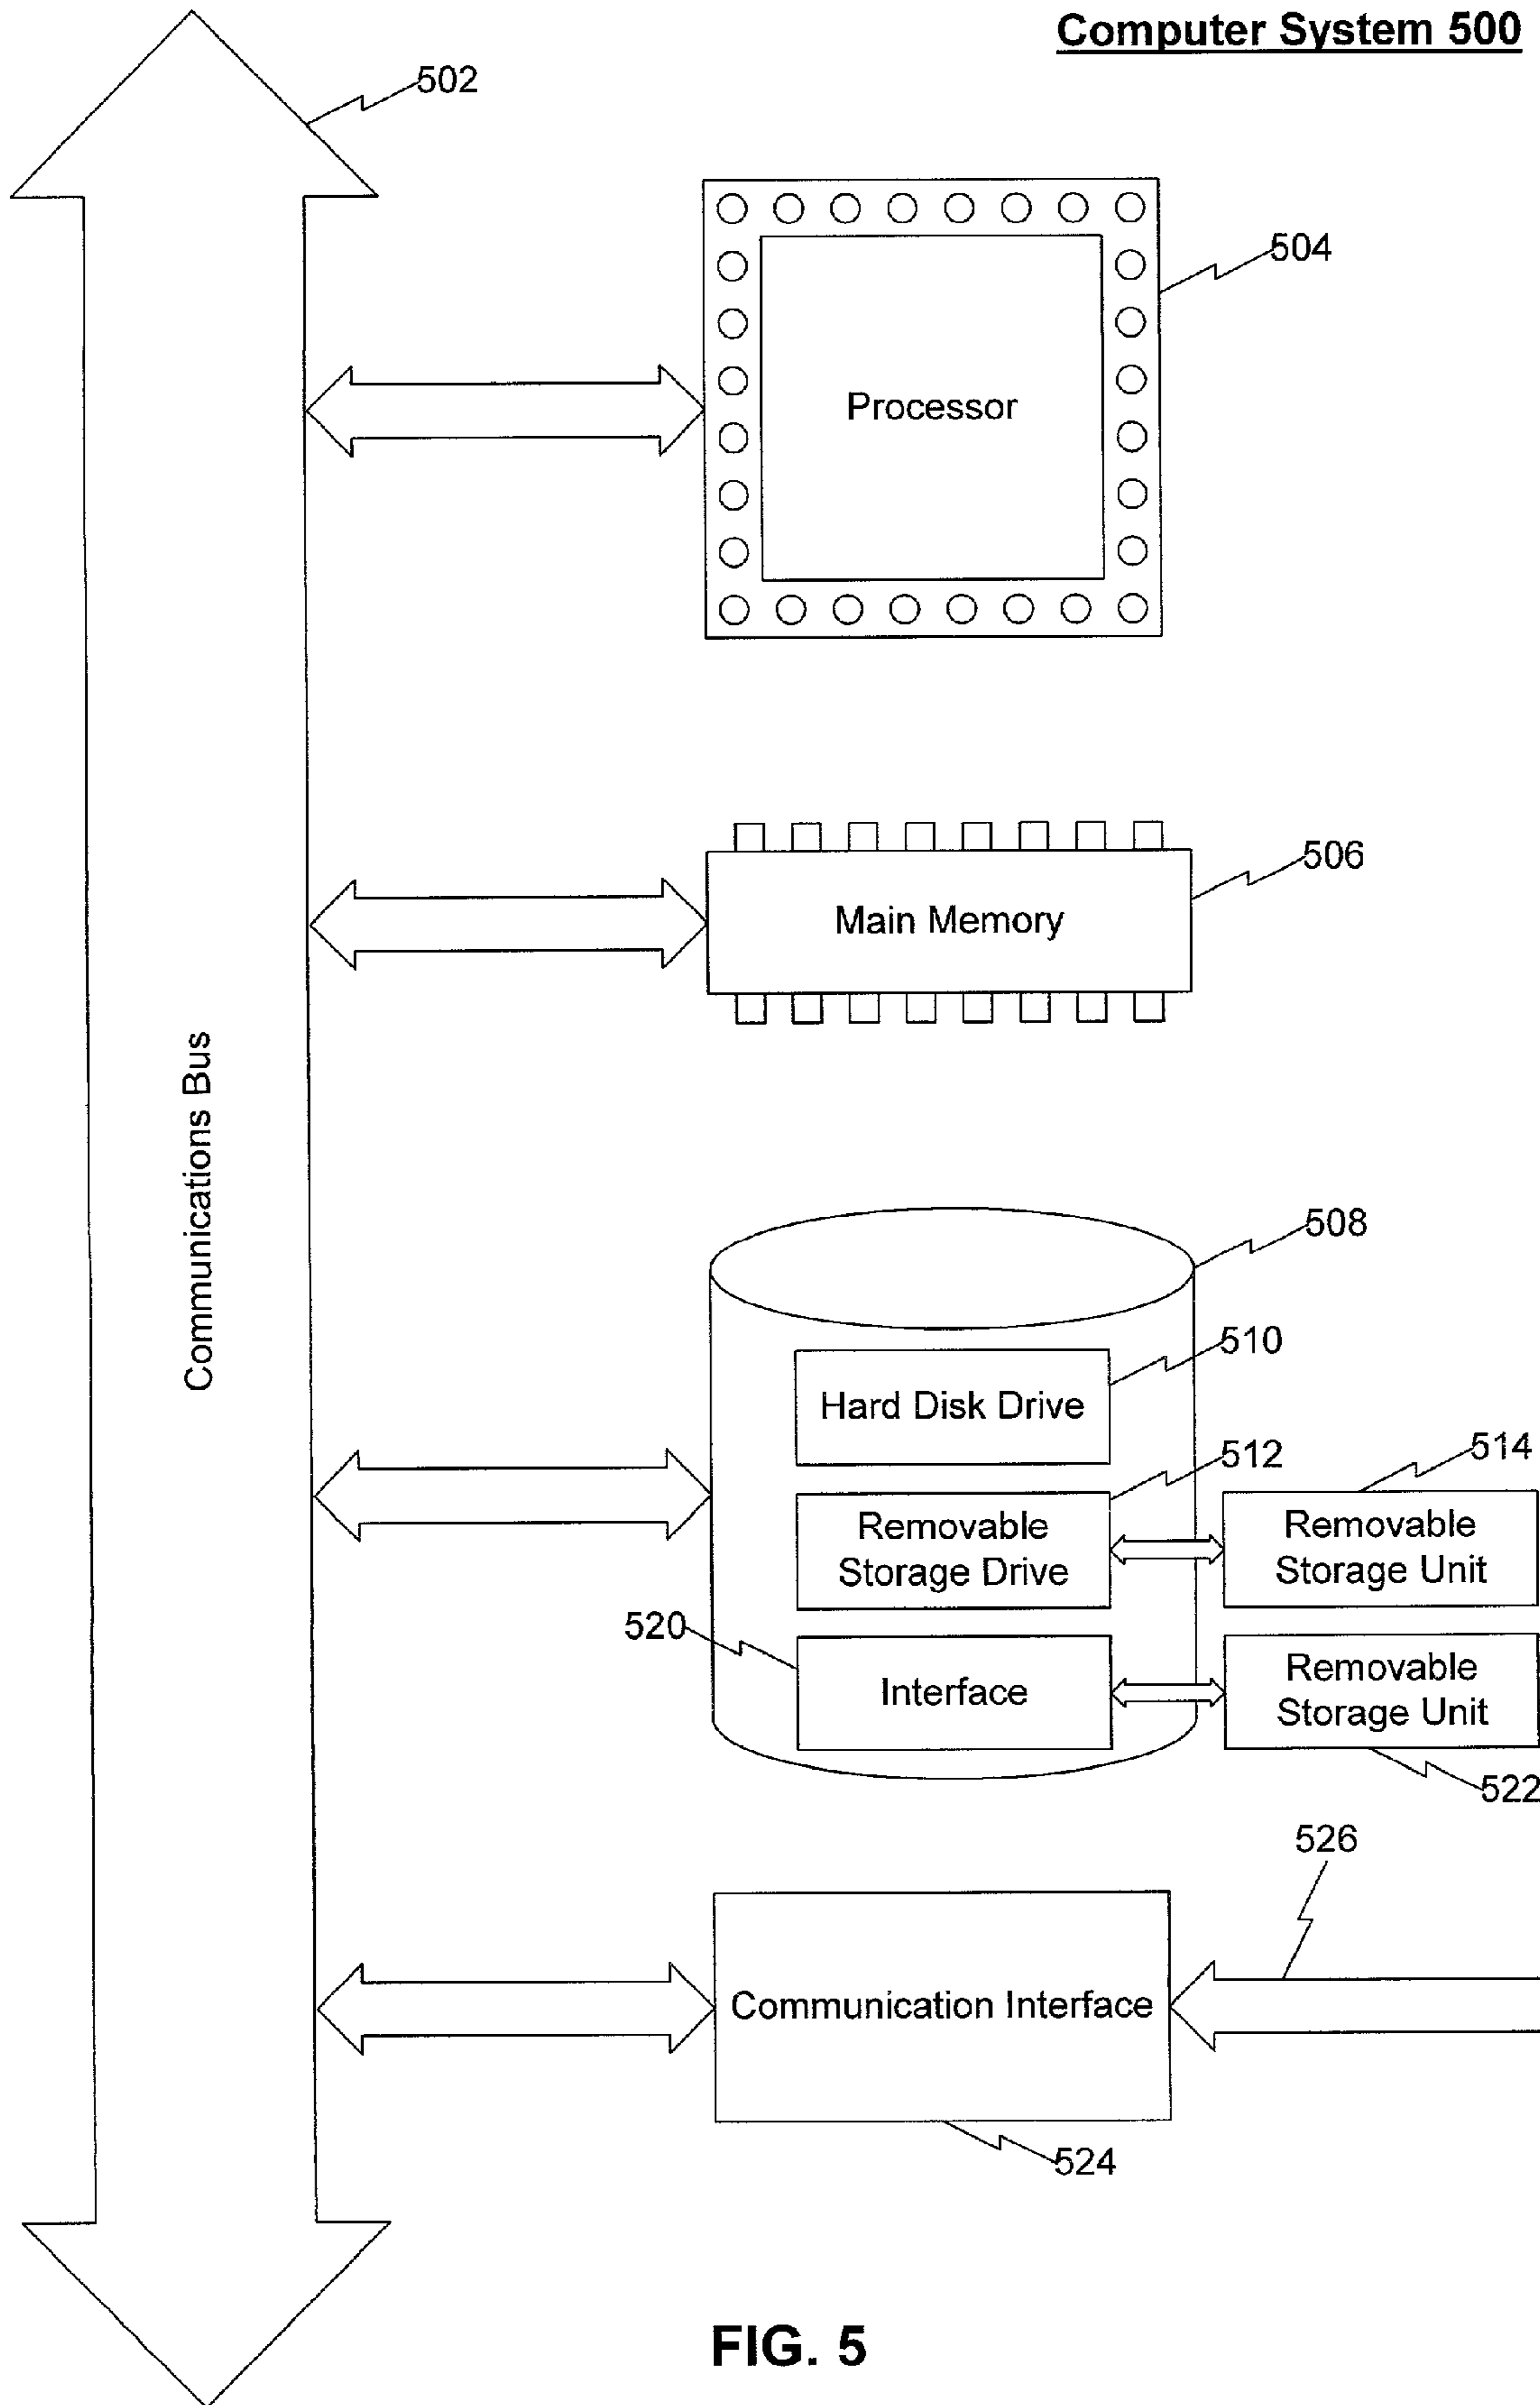 Computer System 500
502
504
Processor
506
Main Memory
Communications Bus
508
510
Hard Disk Drive
512
514
Removable
Storage Drive
Removable
Storage Unit
520
Interface
Removable
Storage Unit
522
526
Communication Interface
524
FIG. 5